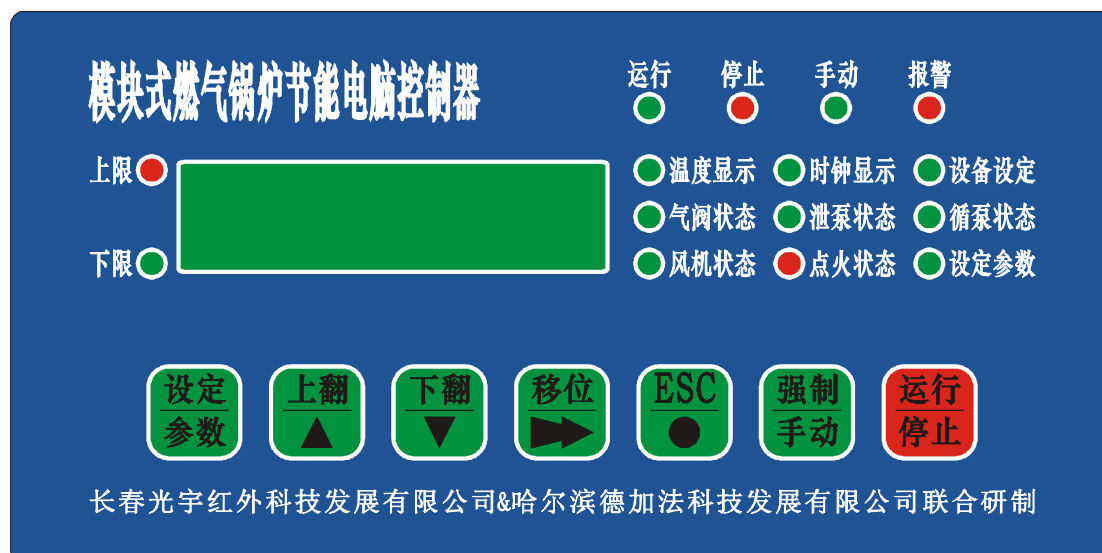 模块式燃气锅炉节能电脑控制器
运行 停止 手动 报警
上限 温度显示 时钟显示 设备设定
气阀状态 泄泵状态 循泵状态
下限 风机状态 点火状态 设定参数
设定 上翻 下翻 移位 ESC 强制 运行
参数 手动 停止
长春光宇红外科技发展有限公司&哈尔滨德加法科技发展有限公司联合研制